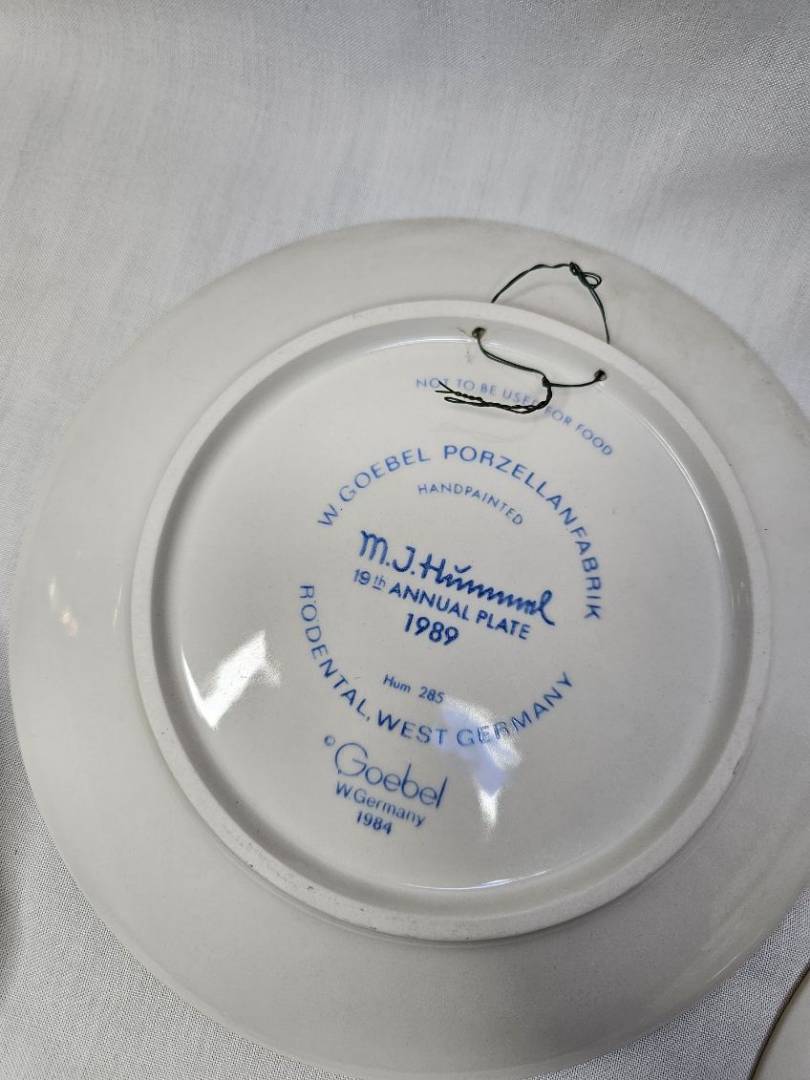 NOT TO BE USED FOR FOOD
W. GOEBEL PORZELLANFABRIK
HANDPAINTED
M.J.Hummel
19th ANNUAL PLATE
1989
Hum 285
RÖDENTAL, WEST GERMANY
© Goebel
W.Germany
1984